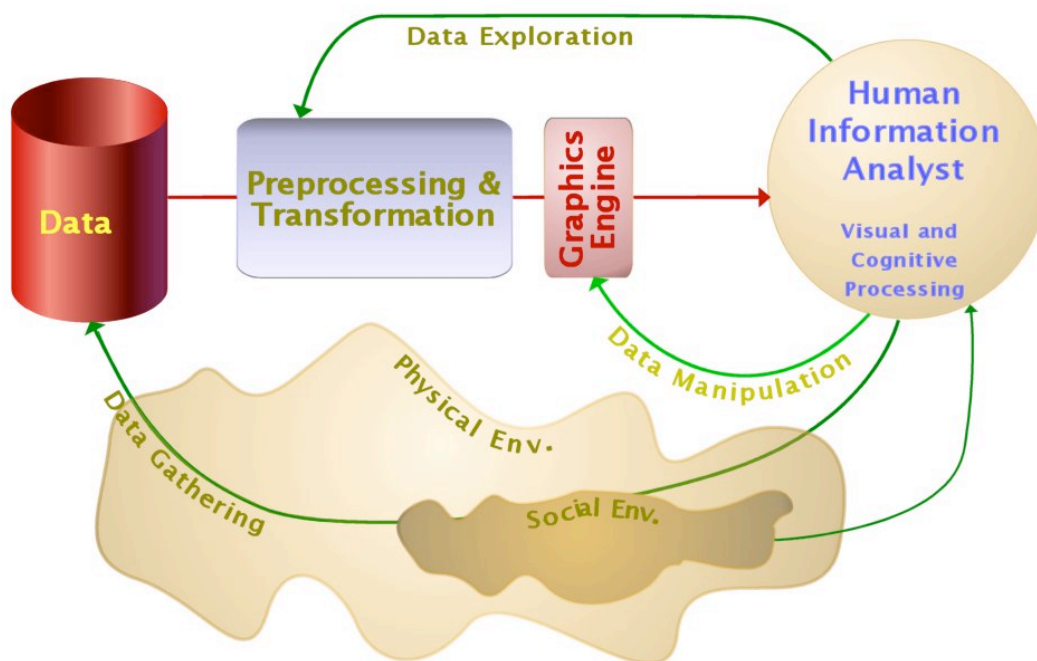 Data Exploration
Human
Information
Analyst
Visual and
Cognitive
Processing
Data
Preprocessing &
Transformation
Graphics
Engine
Data Manipulation
Physical Env.
Data Gathering
Social Env.